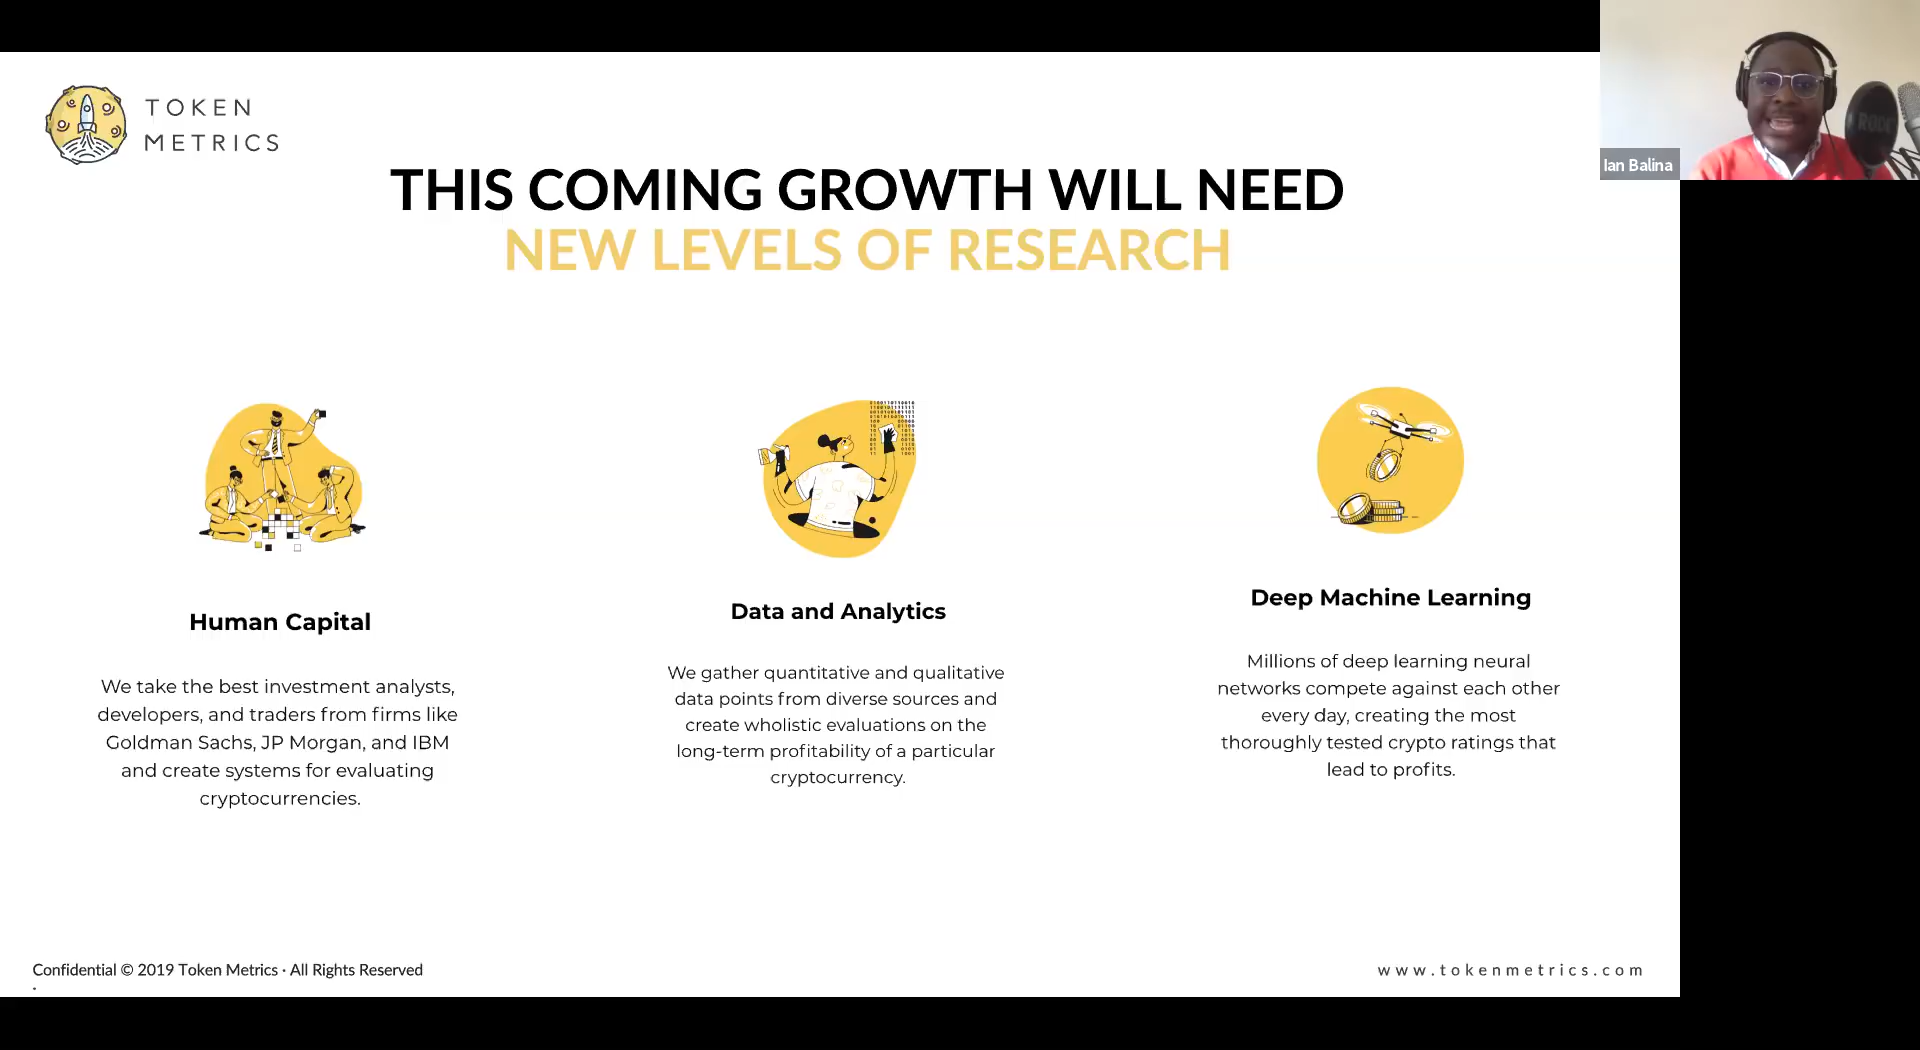 TOKEN
METRICS
THIS COMING GROWTH WILL NEED
NEW LEVELS OF RESEARCH
Ian Balina
RODE
Human Capital
We take the best investment analysts,
developers, and traders from firms like
Goldman Sachs, JP Morgan, and IBM
and create systems for evaluating
cryptocurrencies.
Data and Analytics
We gather quantitative and qualitative
data points from diverse sources and
create wholistic evaluations on the
long-term profitability of a particular
cryptocurrency.
Deep Machine Learning
Millions of deep learning neural
networks compete against each other
every day, creating the most
thoroughly tested crypto ratings that
lead to profits.
Confidential © 2019 Token Metrics · All Rights Reserved
www.tokenmetrics.com